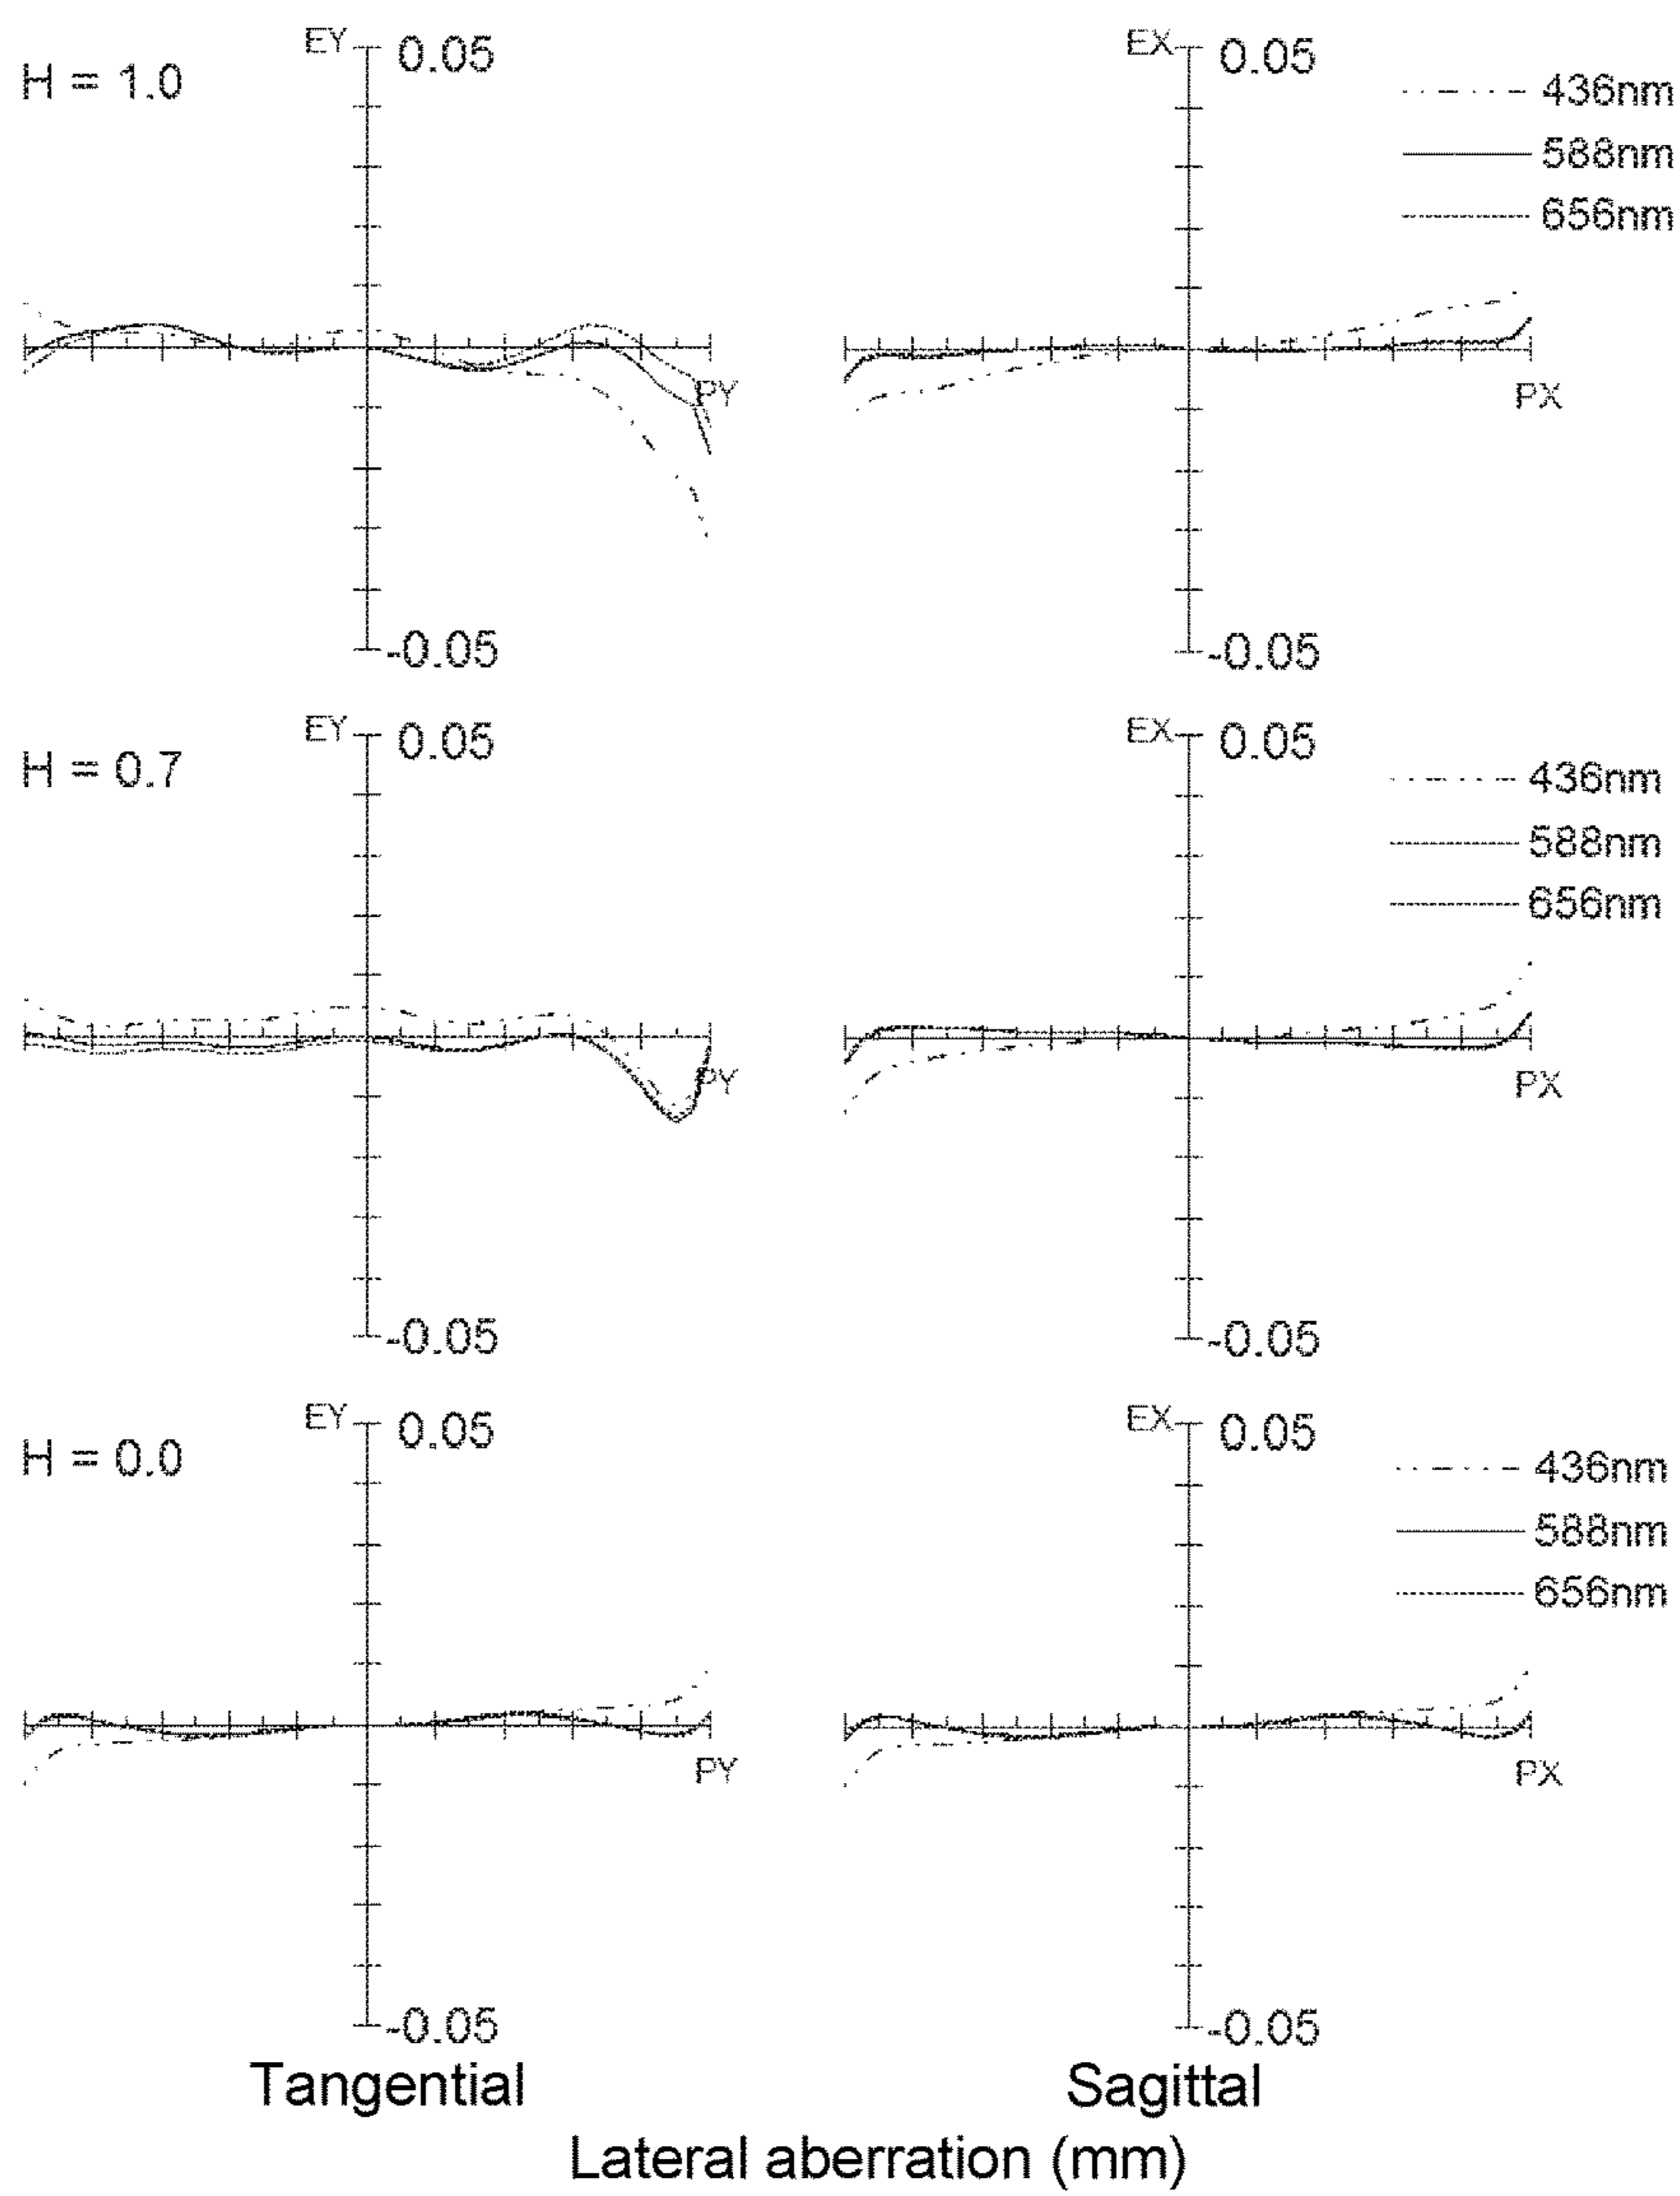 EY 0.05 EX 0.05
H = 1.0
436nm
588nm
656nm
PY PX
-0.05 -0.05
EY 0.05 EX 0.05
H = 0.7
436nm
588nm
656nm
PY PX
-0.05 -0.05
EY 0.05 EX 0.05
H = 0.0
436nm
588nm
656nm
PY PX
-0.05 -0.05
Tangential Sagittal
Lateral aberration (mm)